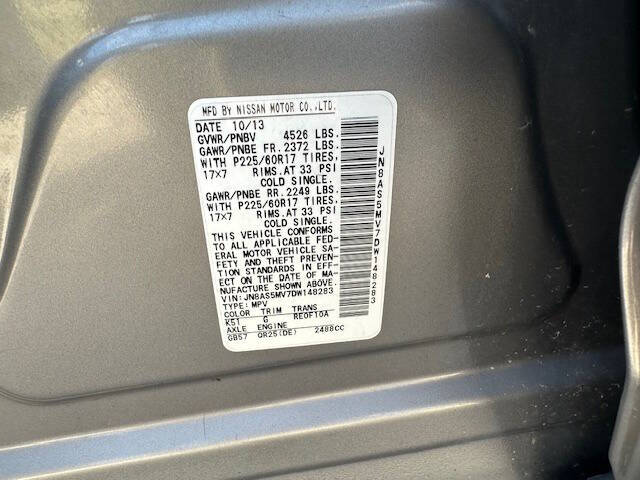 MFD BY NISSAN MOTOR CO.,LTD.
DATE 10/13
GVWR/PNBV 4526 LBS.
GAWR/PNBE FR. 2372 LBS.
WITH P225/60R17 TIRES,
17x7 RIMS. AT 33 PSI
COLD SINGLE.
GAWR/PNBE RR. 2249 LBS.
WITH P225/60R17 TIRES,
17x7 RIMS. AT 33 PSI
COLD SINGLE.
THIS VEHICLE CONFORMS
TO ALL APPLICABLE FED-
ERAL MOTOR VEHICLE SA-
FETY AND THEFT PREVEN-
TION STANDARDS IN EFF-
ECT ON THE DATE OF MA-
NUFACTURE SHOWN ABOVE.
VIN:JN8AS5MV7DW148283
TYPE:MPV
COLOR TRIM TRANS
K51 G RE0F10A
AXLE ENGINE
GB57 QR25(DE) 2488CC
JN8AS5MV7DW148283